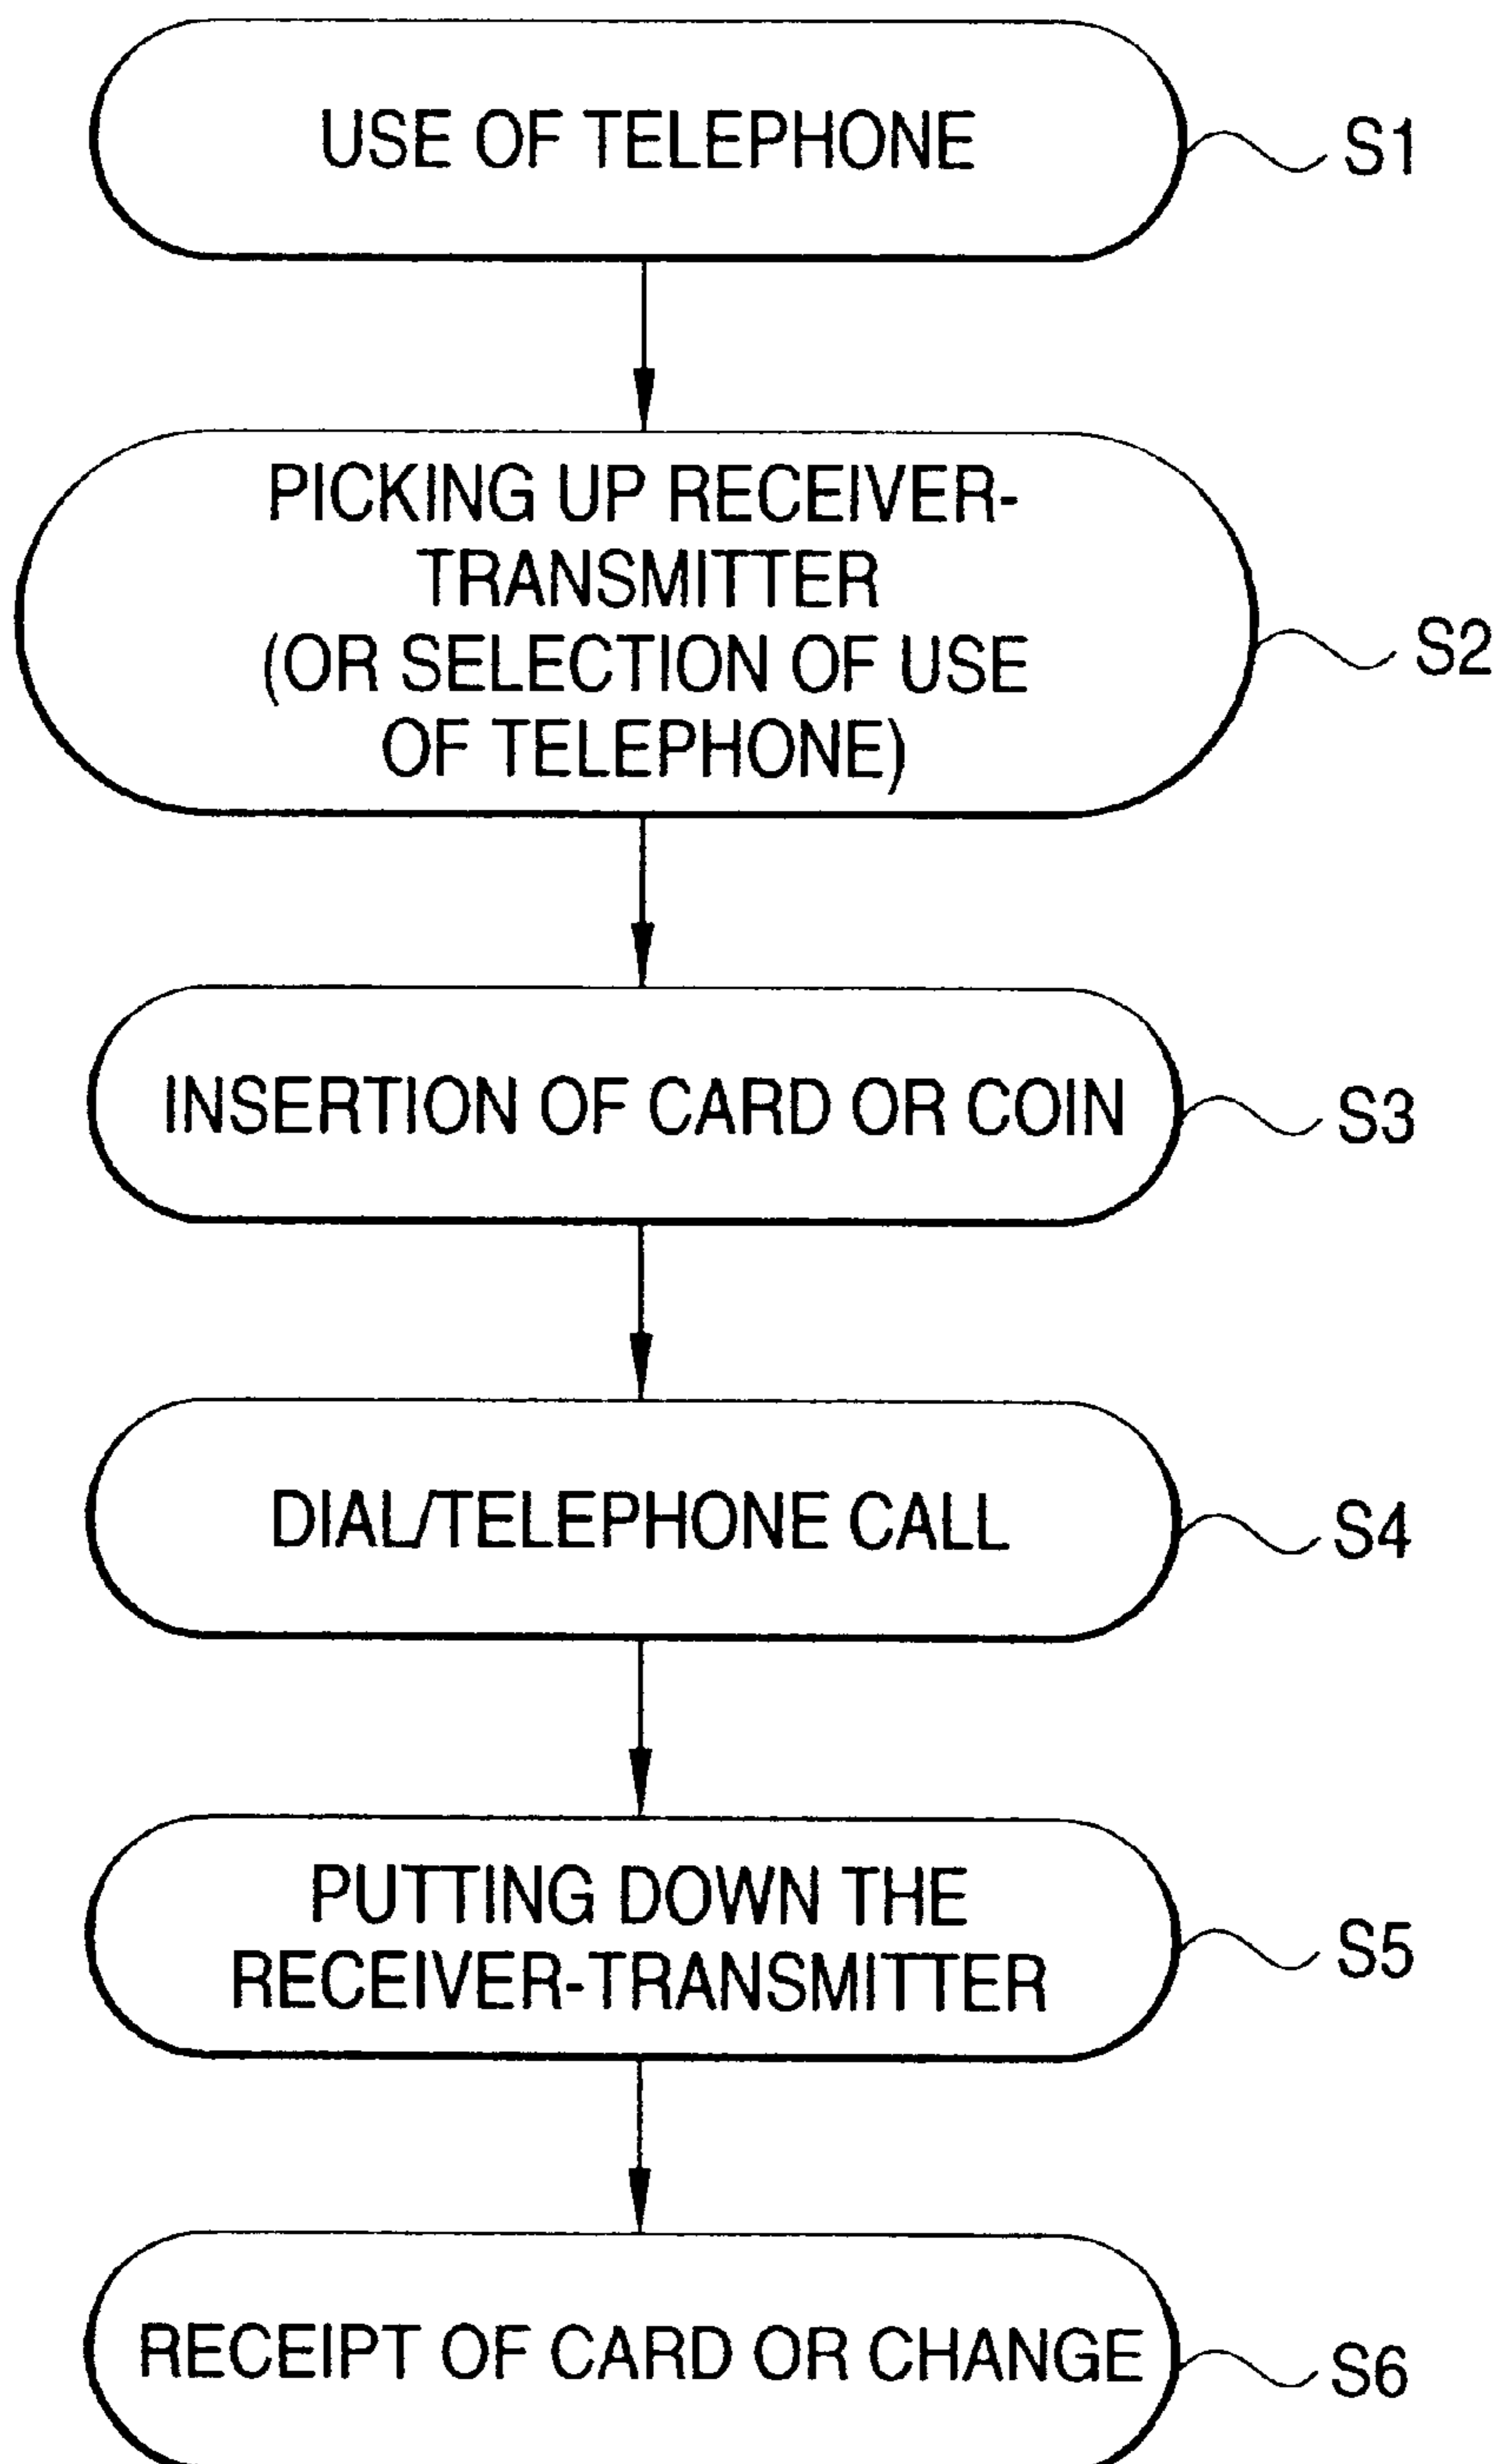 USE OF TELEPHONE
S1
PICKING UP RECEIVER-
TRANSMITTER
(OR SELECTION OF USE
OF TELEPHONE)
S2
INSERTION OF CARD OR COIN
S3
DIAL/TELEPHONE CALL
S4
PUTTING DOWN THE
RECEIVER-TRANSMITTER
S5
RECEIPT OF CARD OR CHANGE
S6